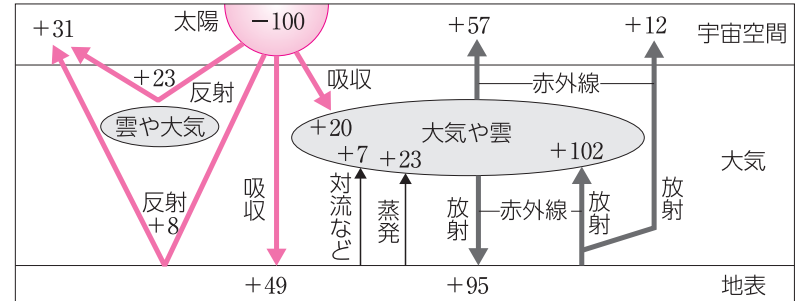 太陽
−100
+31
+57
+12
宇宙空間
+23
反射
吸収
赤外線
雲や大気
+20
大気や雲
+7
+23
+102
大気
反射
+8
吸収
対流など
蒸発
放射
赤外線
放射
放射
+49
+95
地表